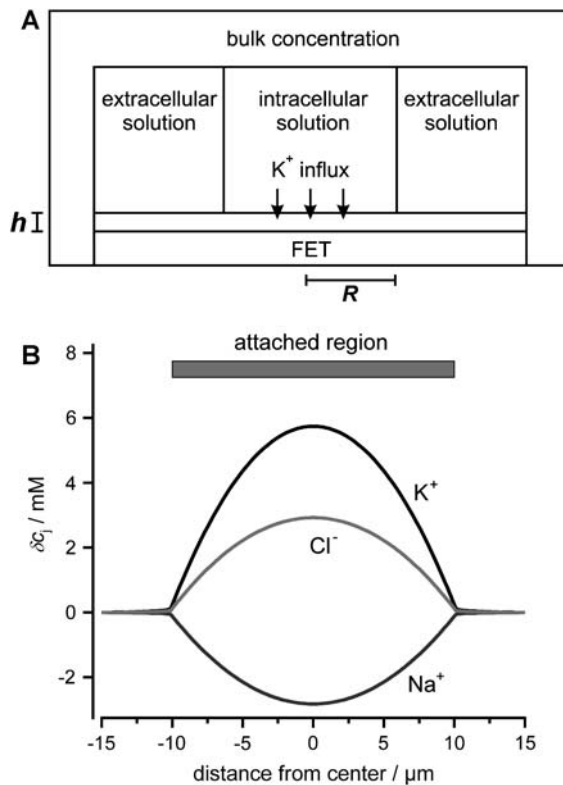 A
bulk concentration
extracellular solution
intracellular solution
extracellular solution
K⁺ influx
h
FET
R
B
attached region
8
6
4
2
0
-2
δcⱼ / mM
K⁺
Cl⁻
Na⁺
-15 -10 -5 0 5 10 15
distance from center / μm